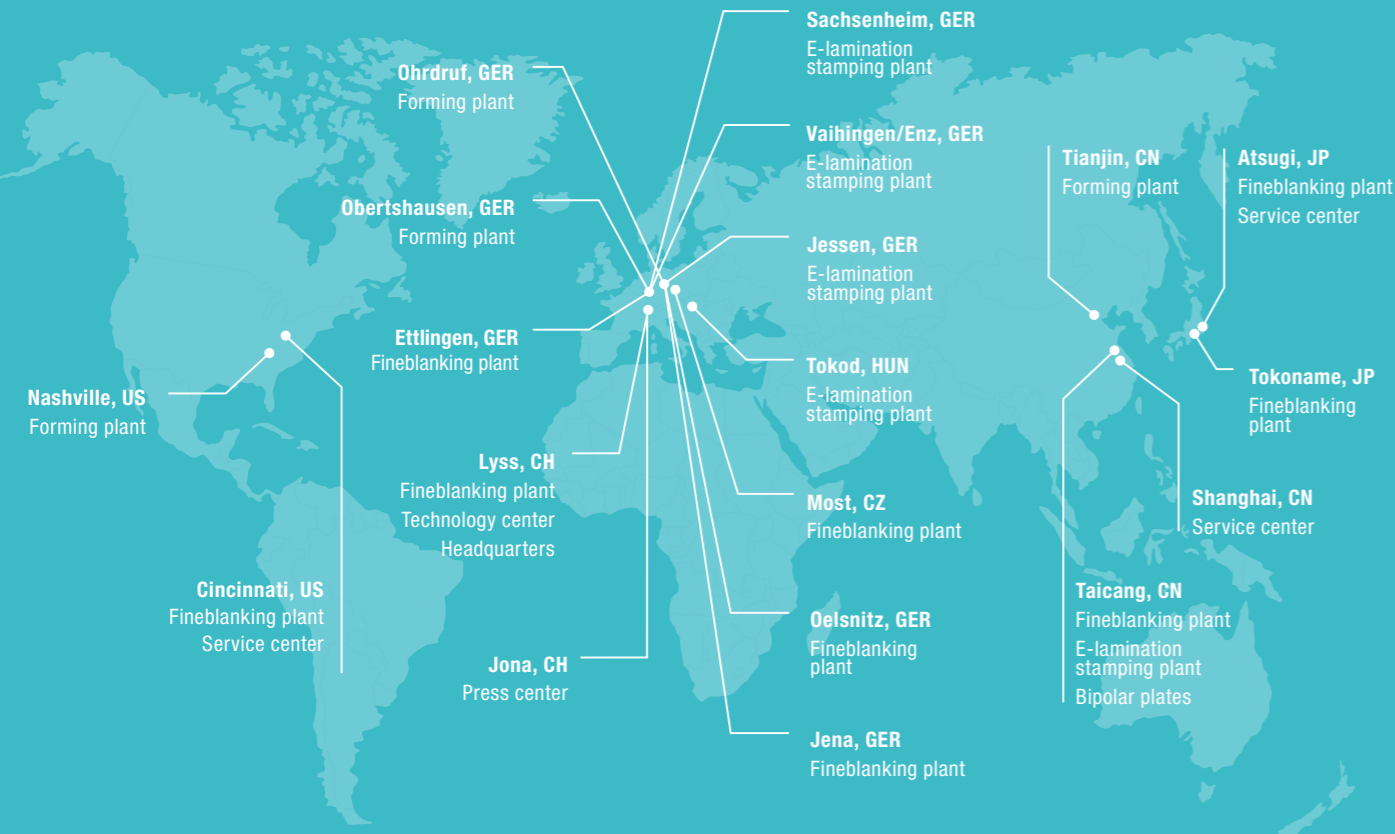 Sachsenheim, GER
E-lamination
stamping plant
Ohrdruf, GER
Forming plant
Vaihingen/Enz, GER
E-lamination
stamping plant
Tianjin, CN
Forming plant
Atsugi, JP
Fineblanking plant
Service center
Obertshausen, GER
Forming plant
Jessen, GER
E-lamination
stamping plant
Ettlingen, GER
Fineblanking plant
Tokod, HUN
E-lamination
stamping plant
Tokoname, JP
Fineblanking
plant
Nashville, US
Forming plant
Lyss, CH
Fineblanking plant
Technology center
Headquarters
Most, CZ
Fineblanking plant
Shanghai, CN
Service center
Cincinnati, US
Fineblanking plant
Service center
Taicang, CN
Fineblanking plant
E-lamination
stamping plant
Bipolar plates
Oelsnitz, GER
Fineblanking
plant
Jona, CH
Press center
Jena, GER
Fineblanking plant